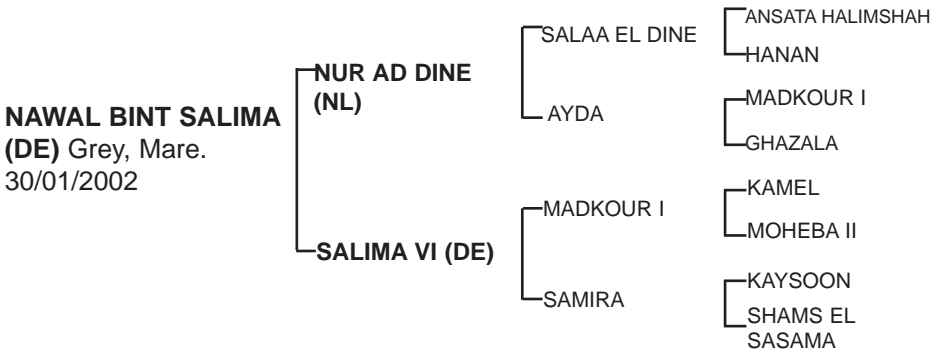 NAWAL BINT SALIMA
(DE) Grey, Mare.
30/01/2002
NUR AD DINE
(NL)
SALIMA VI (DE)
SALAA EL DINE
AYDA
MADKOUR I
SAMIRA
ANSATA HALIMSHAH
HANAN
MADKOUR I
GHAZALA
KAMEL
MOHEBA II
KAYSOON
SHAMS EL
SASAMA